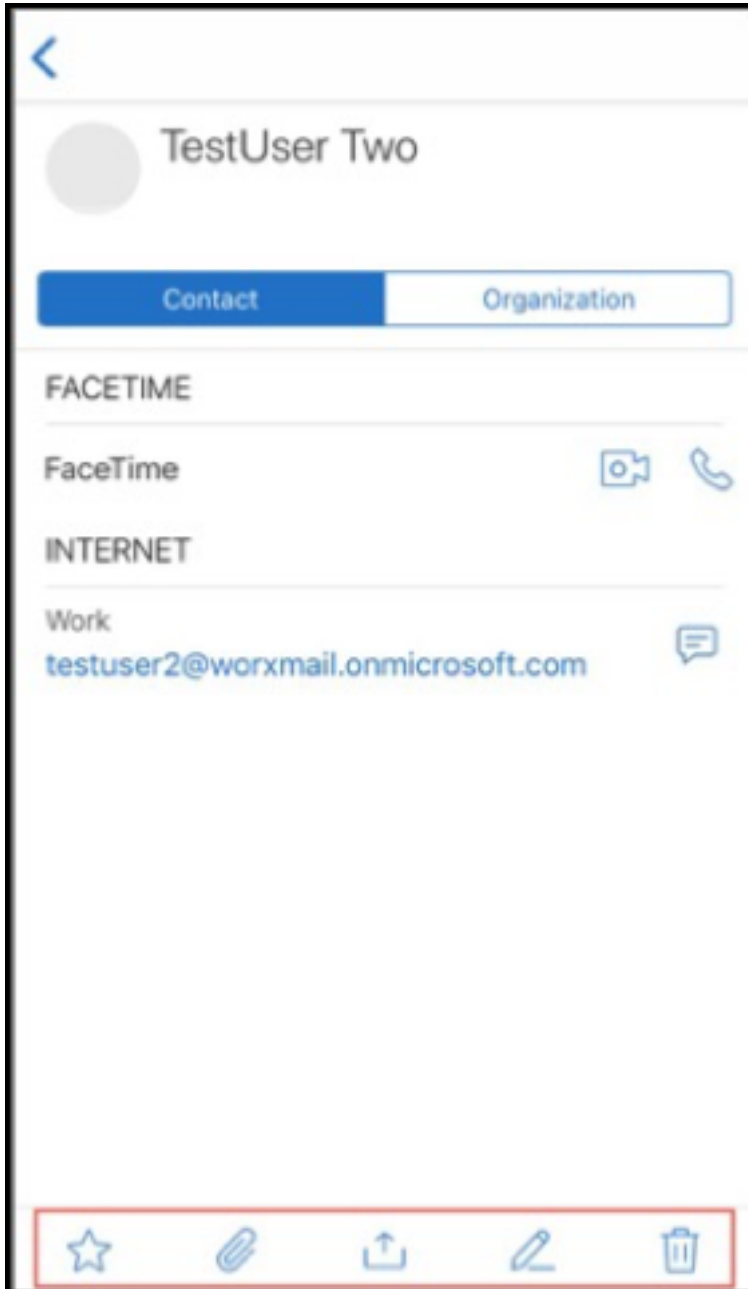 TestUser Two
Contact Organization
FACETIME
FaceTime
INTERNET
Work
testuser2@worxmail.onmicrosoft.com